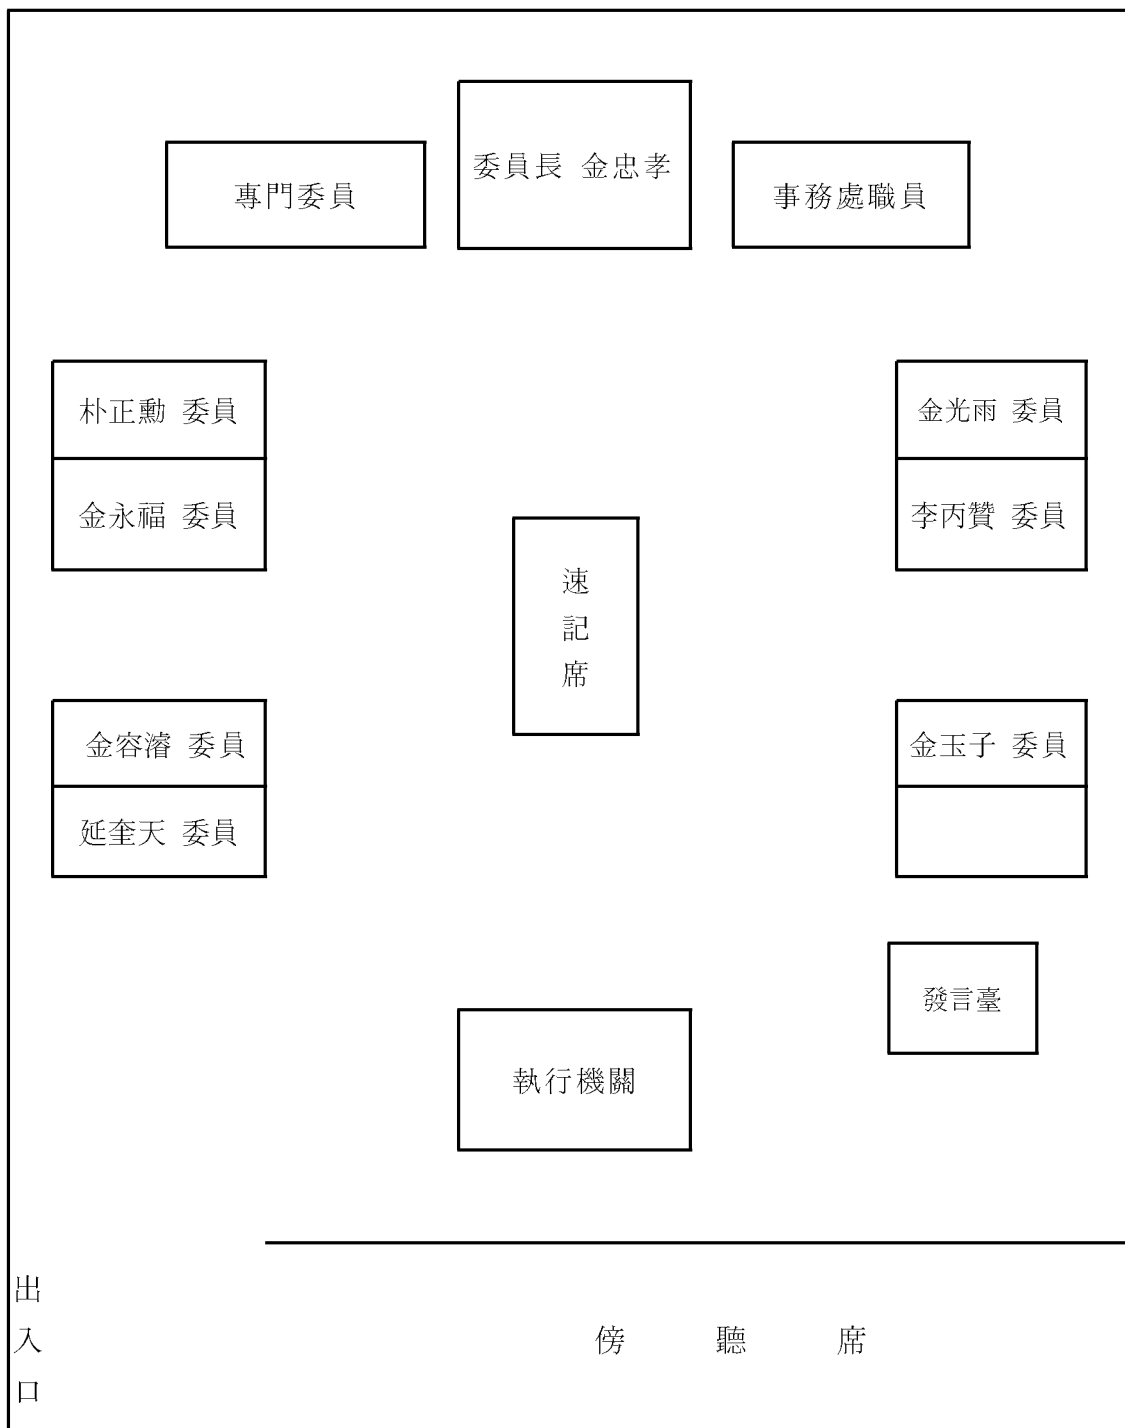 委員長 金忠孝
專門委員
事務處職員
朴正勳 委員
金光雨 委員
金永福 委員
李丙贊 委員
速記席
金容濬 委員
金玉子 委員
延奎天 委員
發言臺
執行機關
出入口
傍聽席